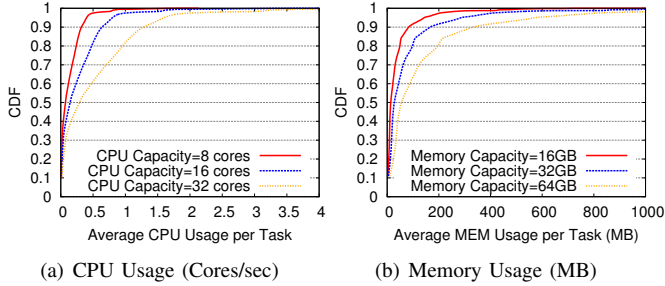 1
0.9
0.8
0.7
0.6
0.5
0.4
0.3
0.2
0.1
CDF
CPU Capacity=8 cores
CPU Capacity=16 cores
CPU Capacity=32 cores
0 0.5 1 1.5 2 2.5 3 3.5 4
Average CPU Usage per Task
(a) CPU Usage (Cores/sec)
1
0.9
0.8
0.7
0.6
0.5
0.4
0.3
0.2
0.1
CDF
Memory Capacity=16GB
Memory Capacity=32GB
Memory Capacity=64GB
0 200 400 600 800 1000
Average MEM Usage per Task (MB)
(b) Memory Usage (MB)